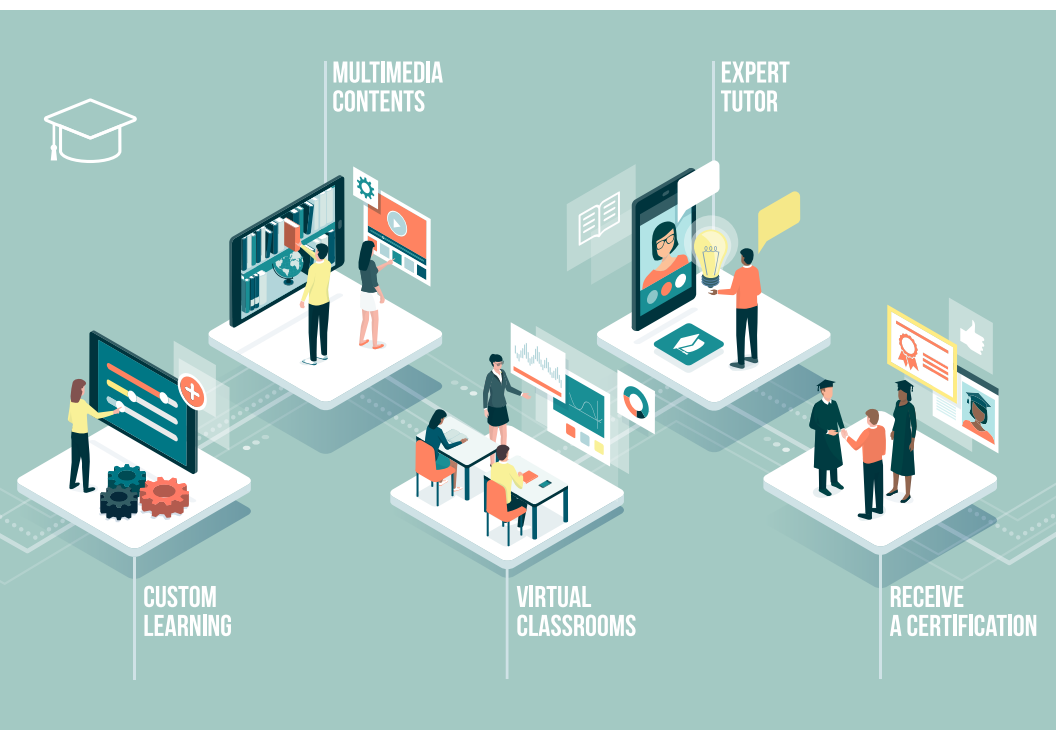 MULTIMEDIA
CONTENTS
EXPERT
TUTOR
CUSTOM
LEARNING
VIRTUAL
CLASSROOMS
RECEIVE
A CERTIFICATION